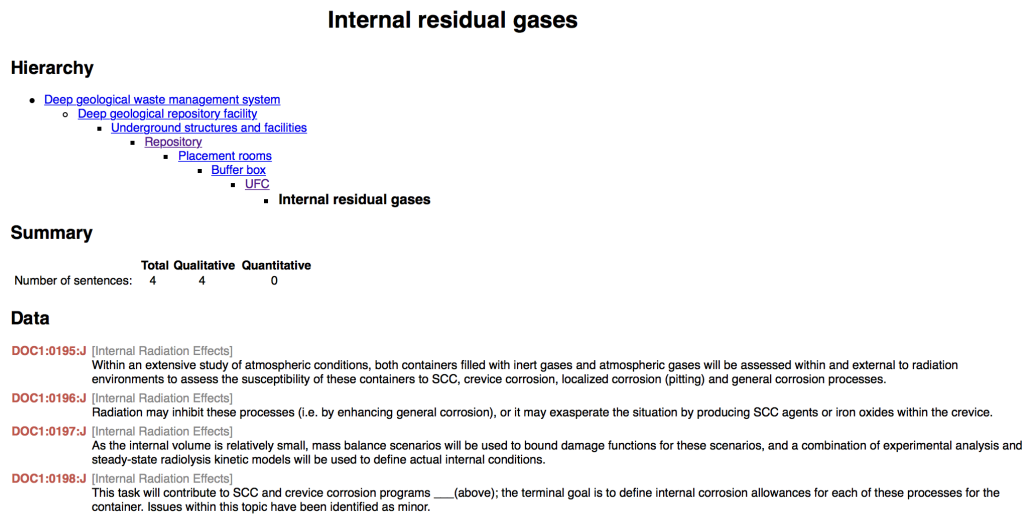 Internal residual gases
Hierarchy
Deep geological waste management system
Deep geological repository facility
Underground structures and facilities
Repository
Placement rooms
Buffer box
UFC
Internal residual gases
Summary
Total Qualitative Quantitative
Number of sentences: 4 4 0
Data
DOC1:0195:J [Internal Radiation Effects]
Within an extensive study of atmospheric conditions, both containers filled with inert gases and atmospheric gases will be assessed within and external to radiation
environments to assess the susceptibility of these containers to SCC, crevice corrosion, localized corrosion (pitting) and general corrosion processes.
DOC1:0196:J [Internal Radiation Effects]
Radiation may inhibit these processes (i.e. by enhancing general corrosion), or it may exasperate the situation by producing SCC agents or iron oxides within the crevice.
DOC1:0197:J [Internal Radiation Effects]
As the internal volume is relatively small, mass balance scenarios will be used to bound damage functions for these scenarios, and a combination of experimental analysis and
steady-state radiolysis kinetic models will be used to define actual internal conditions.
DOC1:0198:J [Internal Radiation Effects]
This task will contribute to SCC and crevice corrosion programs ___(above); the terminal goal is to define internal corrosion allowances for each of these processes for the
container. Issues within this topic have been identified as minor.